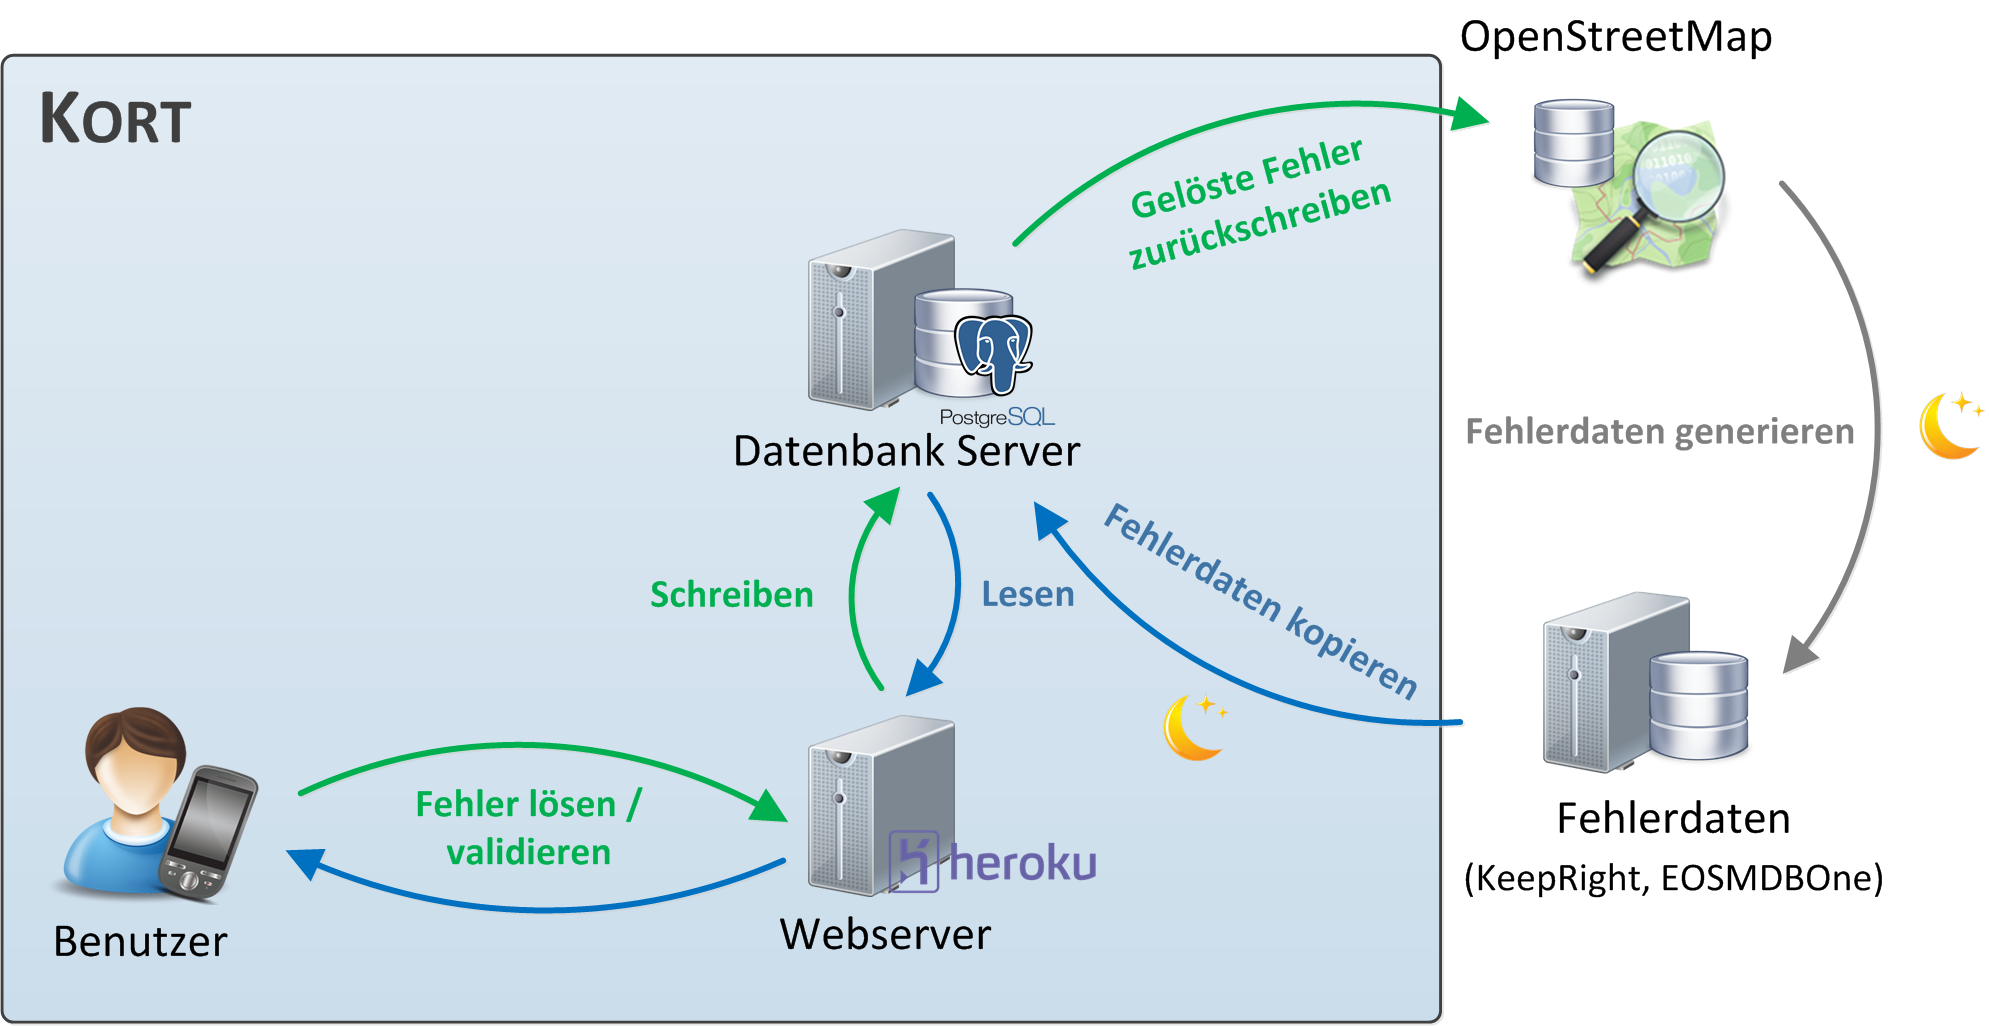 OpenStreetMap
KORT
Gelöste Fehler
zurückschreiben
PostgreSQL
Datenbank Server
Fehlerdaten generieren
Schreiben
Lesen
Fehlerdaten kopieren
Fehler lösen /
validieren
heroku
Benutzer
Webserver
Fehlerdaten
(KeepRight, EOSMDBOne)